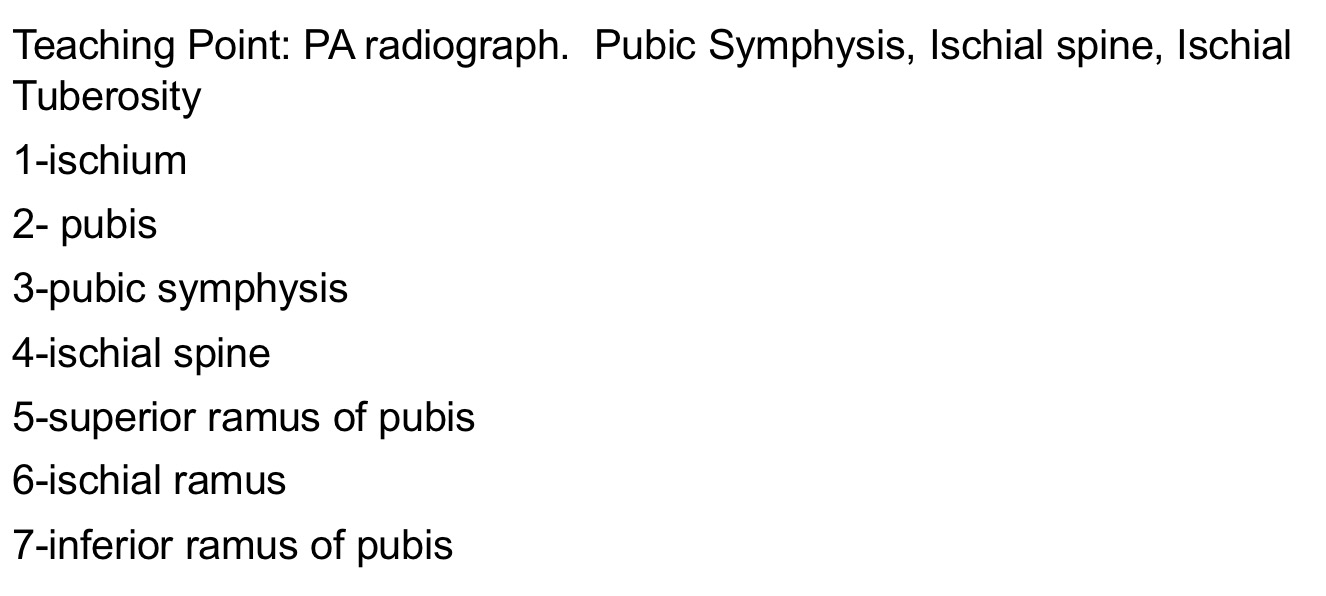 Teaching Point: PA radiograph.  Pubic Symphysis, Ischial spine, Ischial
Tuberosity
1-ischium
2- pubis
3-pubic symphysis
4-ischial spine
5-superior ramus of pubis
6-ischial ramus
7-inferior ramus of pubis